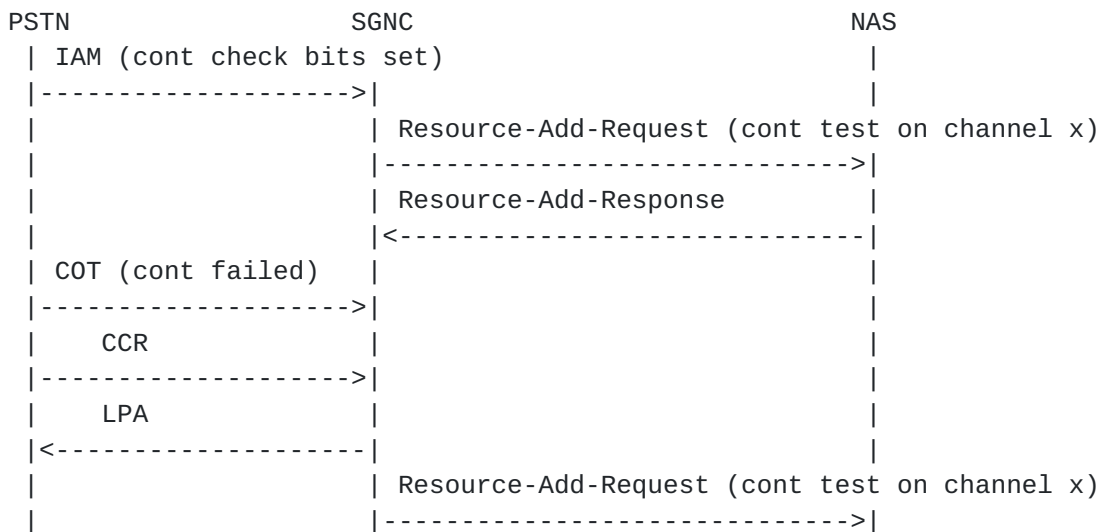 PSTN                  SGNC                            NAS
 | IAM (cont check bits set)                           |
 |-------------------->|                               |
 |                     | Resource-Add-Request (cont test on channel x)
 |                     |------------------------------>|
 |                     | Resource-Add-Response         |
 |                     |<------------------------------|
 | COT (cont failed)   |                               |
 |-------------------->|                               |
 |    CCR              |                               |
 |-------------------->|                               |
 |    LPA              |                               |
 |<--------------------|                               |
 |                     | Resource-Add-Request (cont test on channel x)
 |                     |------------------------------>|